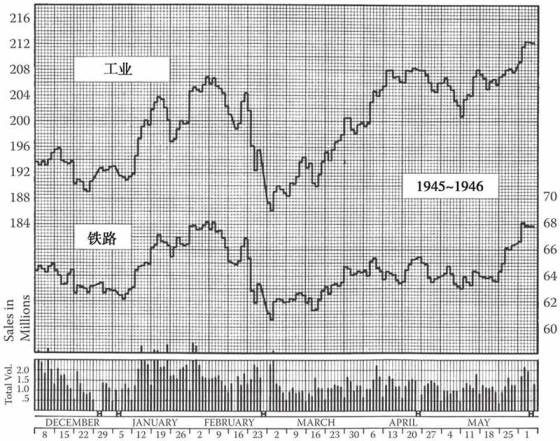 216
212
208
204
200
196
192
188
184
工业
1945~1946
铁路
70
68
66
64
62
60
Sales in
Millions
Total Vol.
2.0
1.5
1.0
.5
DECEMBER JANUARY FEBRUARY MARCH APRIL MAY
8 15 22 29 5 12 19 26 2 9 16 23 2 9 16 23 30 6 13 20 27 4 11 18 25 1